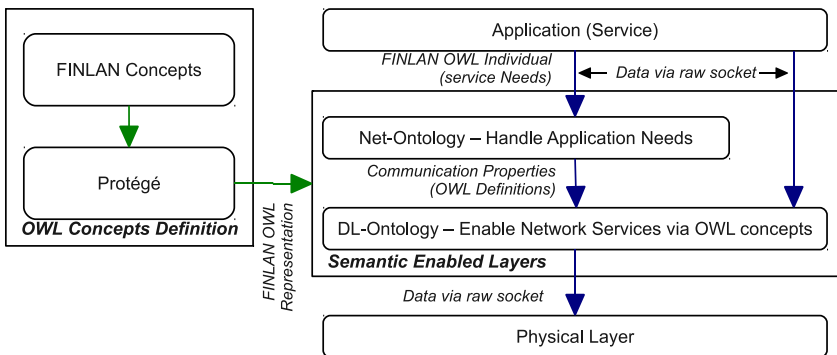 FINLAN Concepts
Protégé
OWL Concepts Definition
FINLAN OWL
Representation
Application (Service)
FINLAN OWL Individual
(service Needs)
Data via raw socket
Net-Ontology – Handle Application Needs
Communication Properties
(OWL Definitions)
DL-Ontology – Enable Network Services via OWL concepts
Semantic Enabled Layers
Data via raw socket
Physical Layer